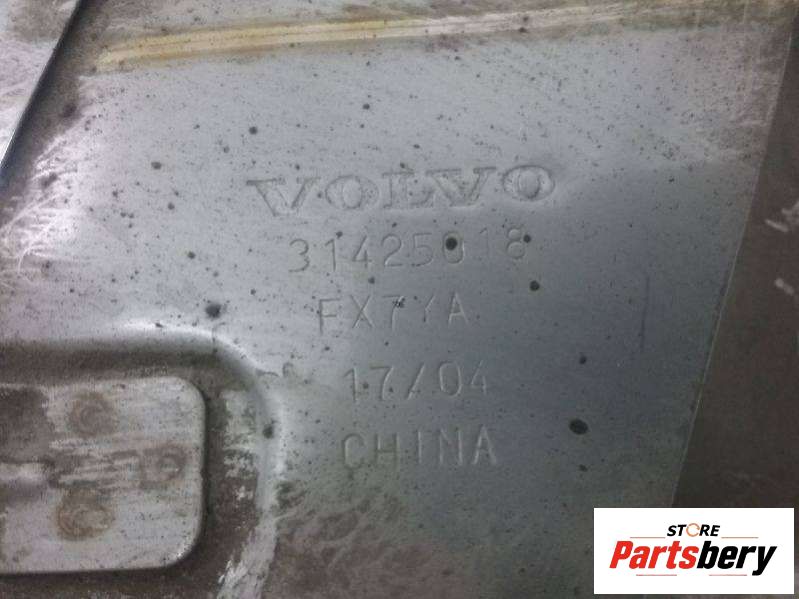 VOLVO
31425018
FX7YA
17/04
CHINA
STORE
Partsbery